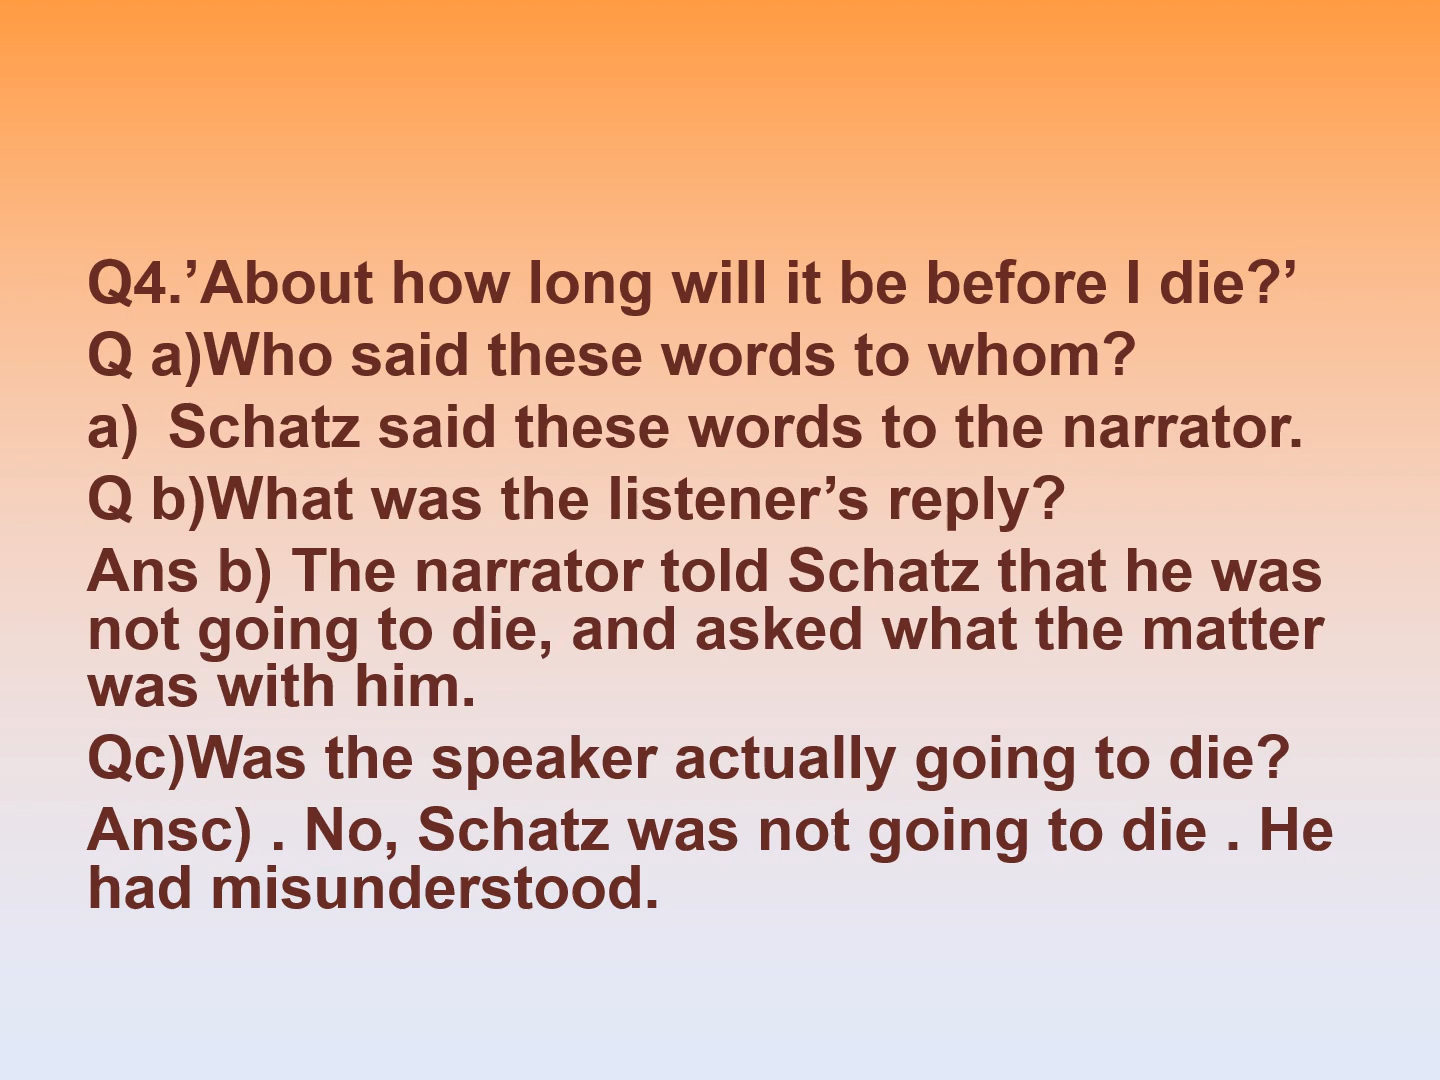 Q4.’About how long will it be before I die?’
Q a)Who said these words to whom?
a) Schatz said these words to the narrator.
Q b)What was the listener’s reply?
Ans b) The narrator told Schatz that he was
not going to die, and asked what the matter
was with him.
Qc)Was the speaker actually going to die?
Ansc) . No, Schatz was not going to die . He
had misunderstood.